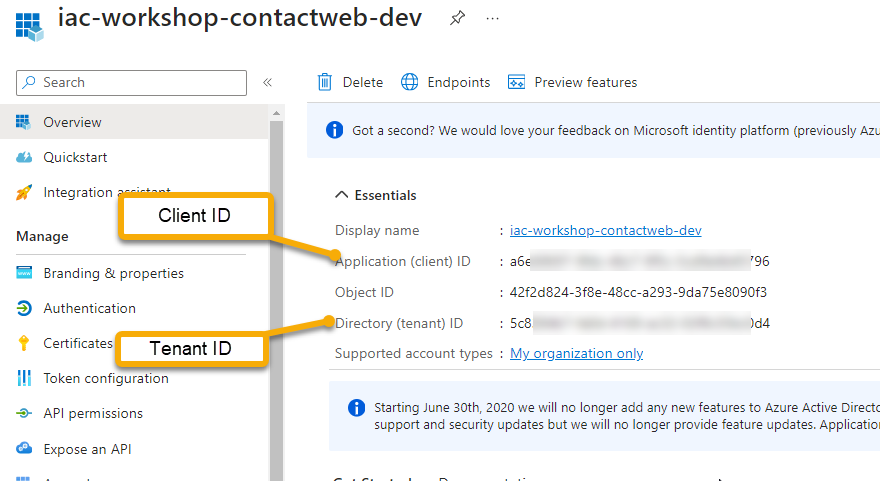 iac-workshop-contactweb-dev
Search
Delete
Endpoints
Preview features
Overview
Got a second? We would love your feedback on Microsoft identity platform (previously Azu
Quickstart
Integration assistant
Essentials
Client ID
Display name : iac-workshop-contactweb-dev
Manage
Application (client) ID : a6e 796
Branding & properties
Object ID : 42f2d824-3f8e-48cc-a293-9da75e8090f3
Authentication
Directory (tenant) ID : 5c8 0d4
Certificates
Tenant ID
Supported account types : My organization only
Token configuration
Starting June 30th, 2020 we will no longer add any new features to Azure Active Direc
API permissions
support and security updates but we will no longer provide feature updates. Application
Expose an API